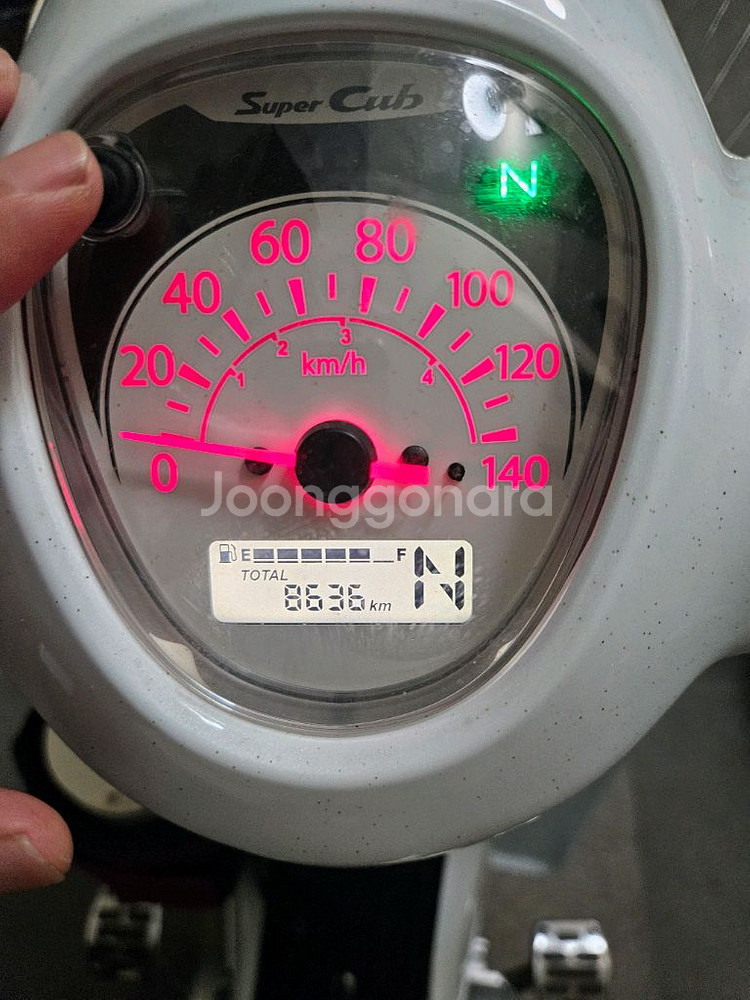 Super Cub
N
60 80
40 100
20 120
1 2 3 4
km/h
0 140
Joonggonara
E F N
TOTAL
8636 km